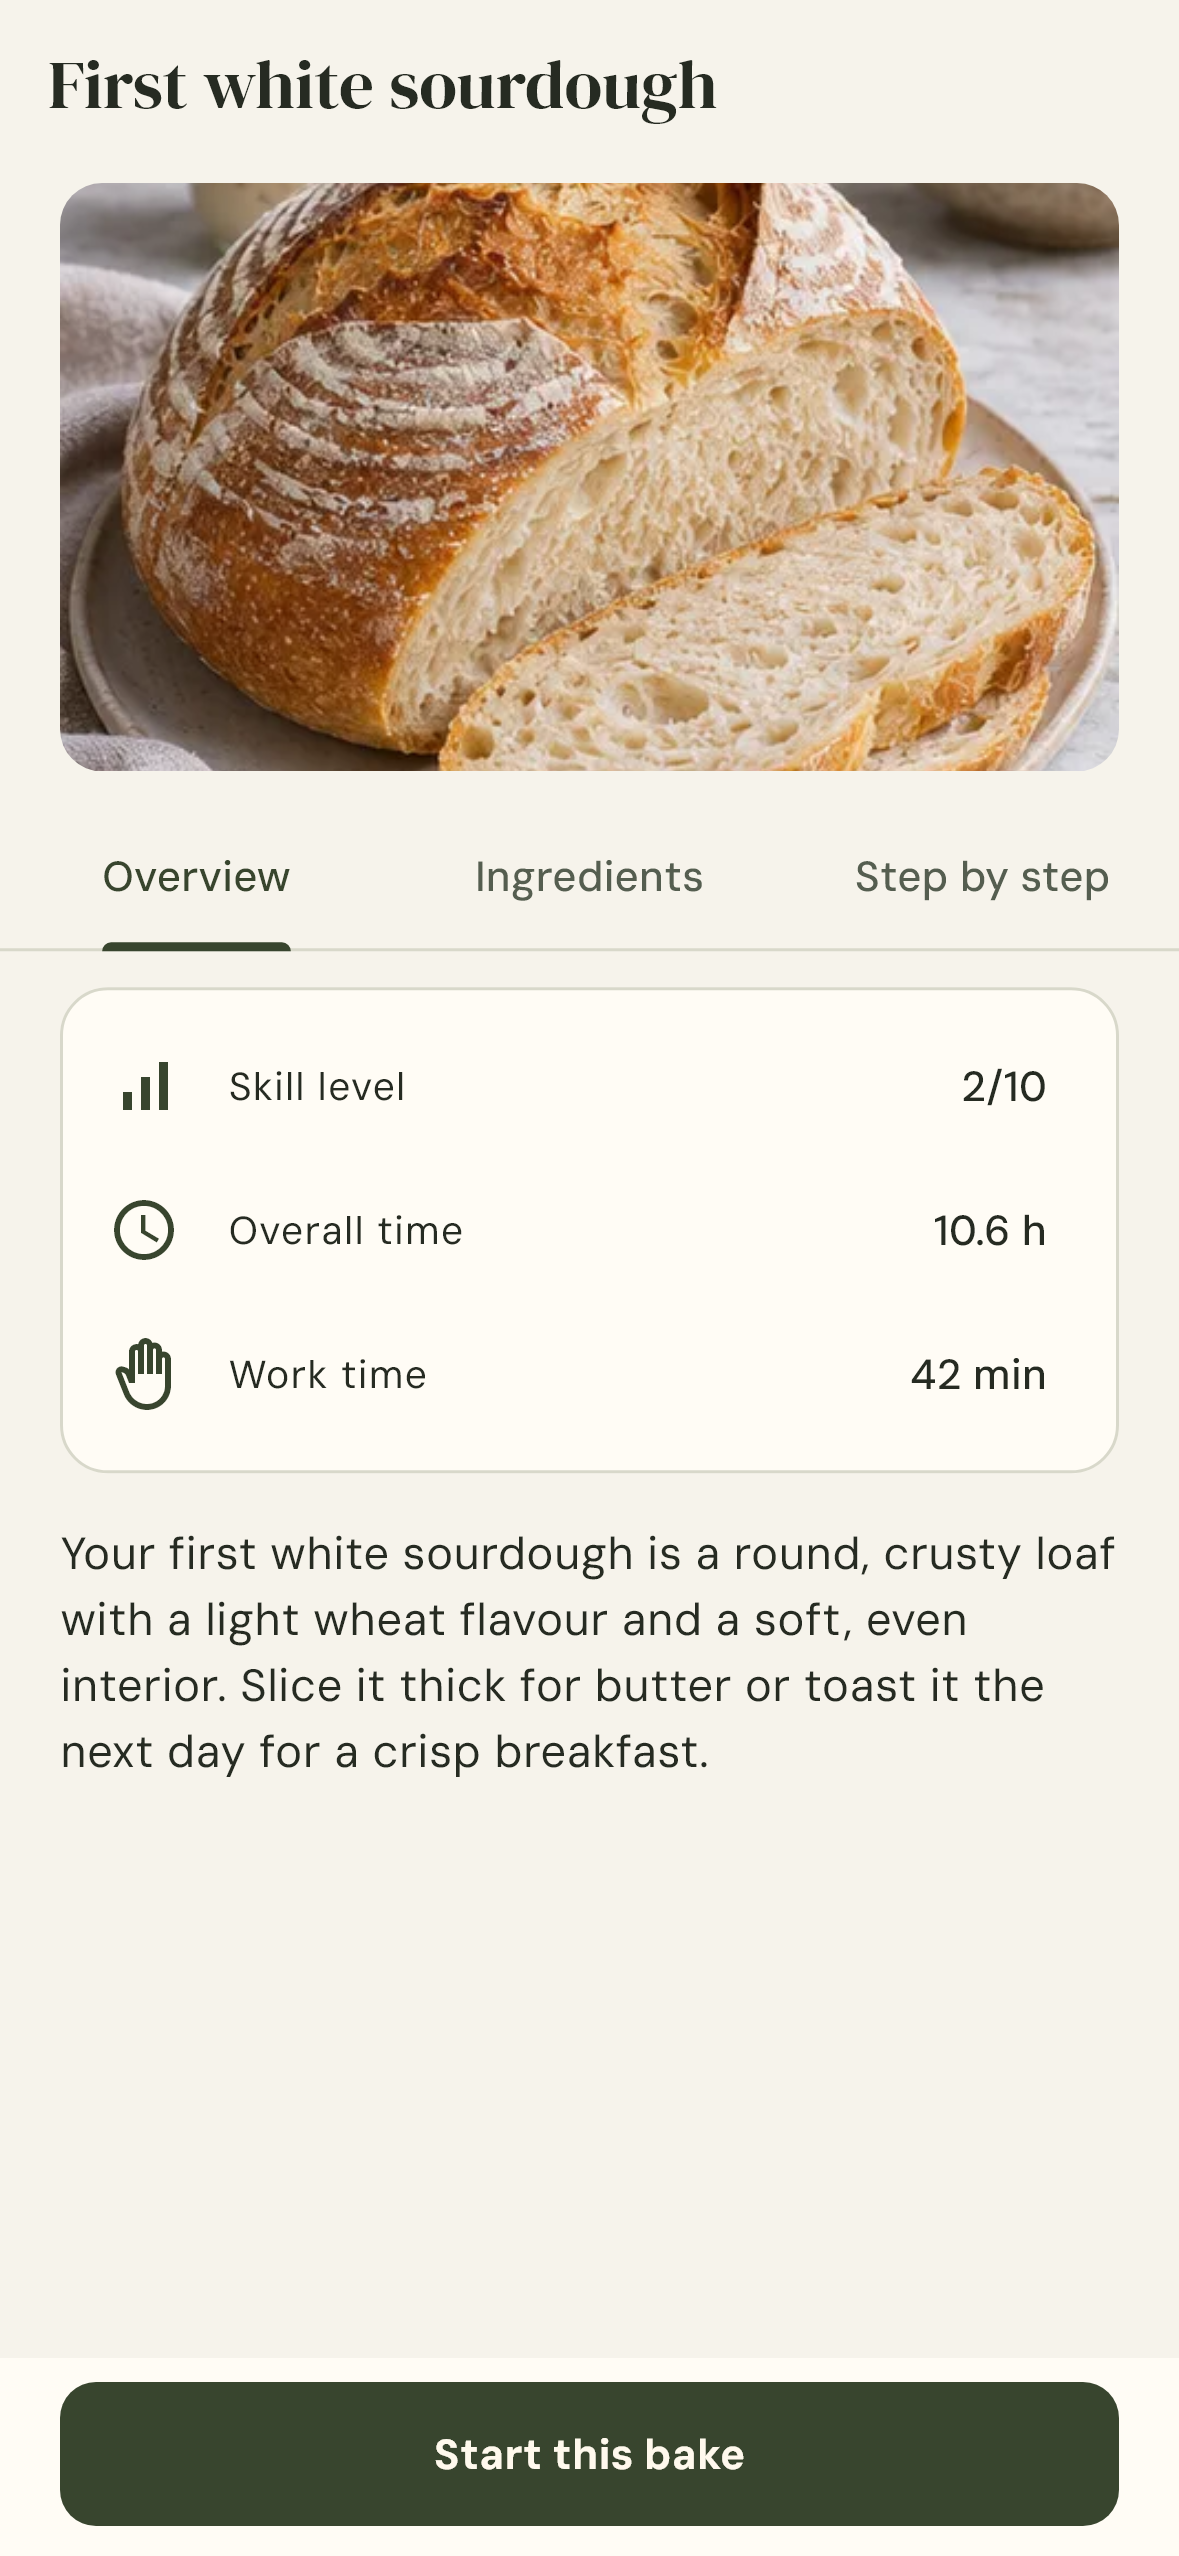 First white sourdough
Overview
Ingredients
Step by step
Skill level
2/10
Overall time
10.6 h
Work time
42 min
Your first white sourdough is a round, crusty loaf
with a light wheat flavour and a soft, even
interior. Slice it thick for butter or toast it the
next day for a crisp breakfast.
Start this bake